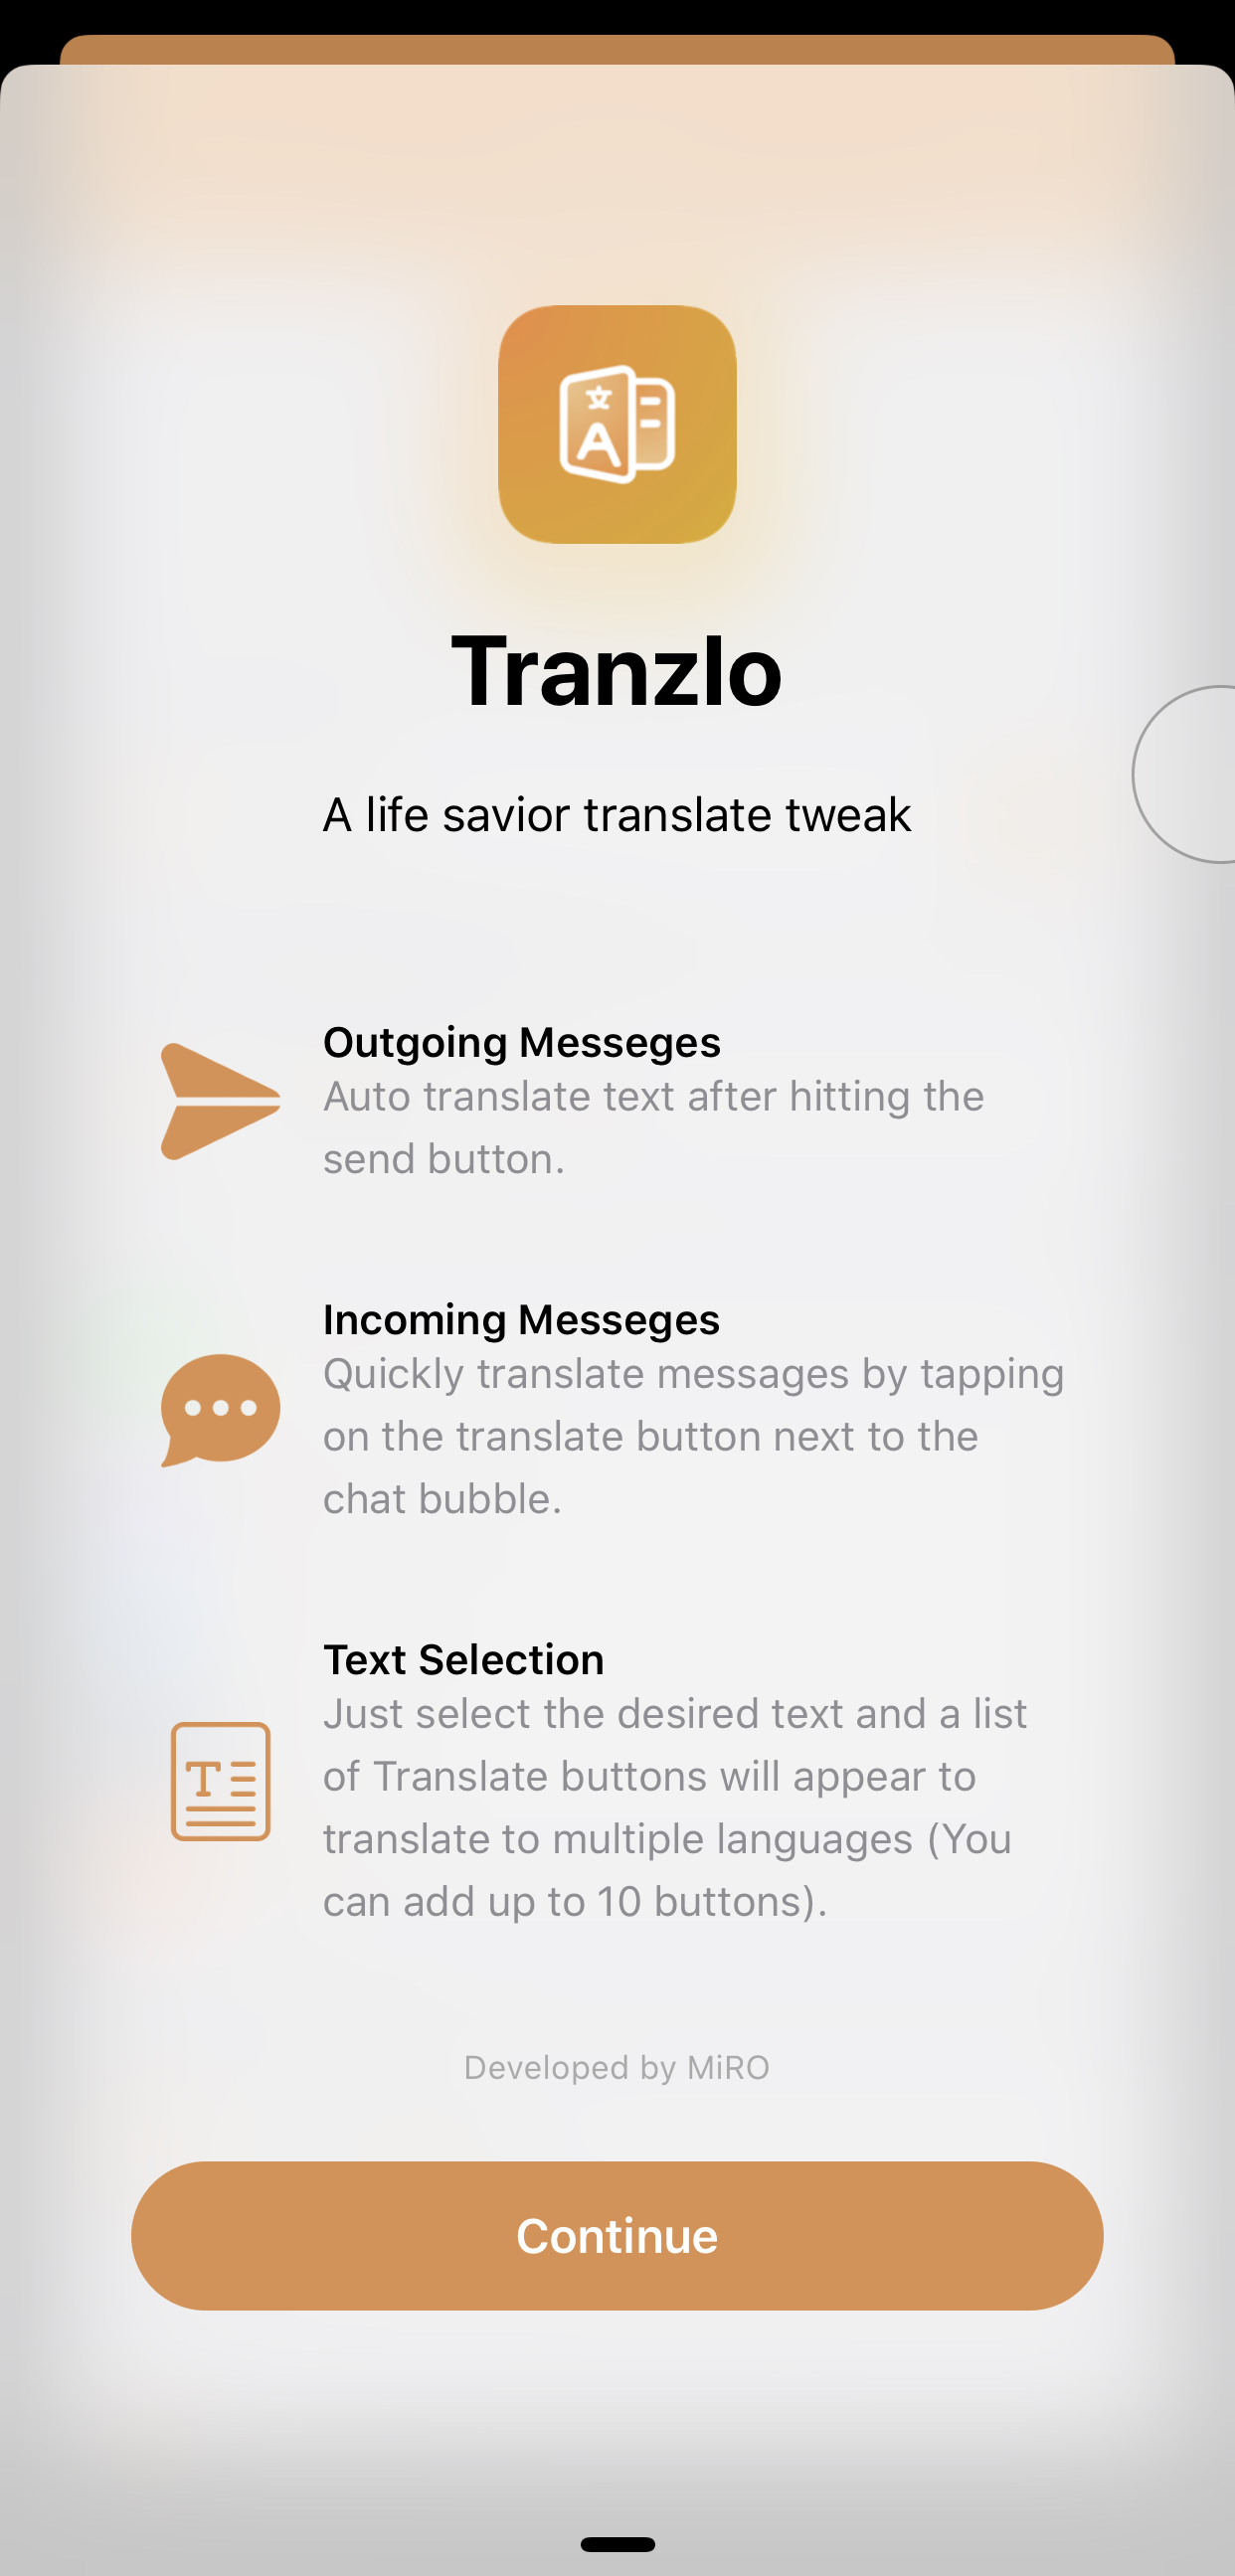 文
A
Tranzlo
A life savior translate tweak
Outgoing Messeges
Auto translate text after hitting the
send button.
Incoming Messeges
Quickly translate messages by tapping
on the translate button next to the
chat bubble.
Text Selection
Just select the desired text and a list
of Translate buttons will appear to
translate to multiple languages (You
can add up to 10 buttons).
T
Developed by MiRO
Continue